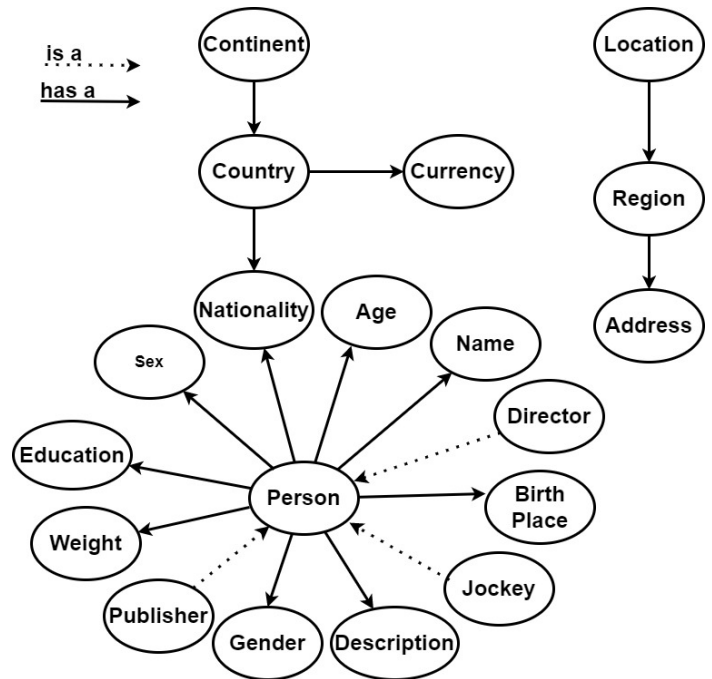 Continent
Location
is a
has a
Country
Currency
Region
Nationality
Age
Address
Name
Sex
Director
Education
Person
Birth
Place
Weight
Jockey
Publisher
Gender
Description